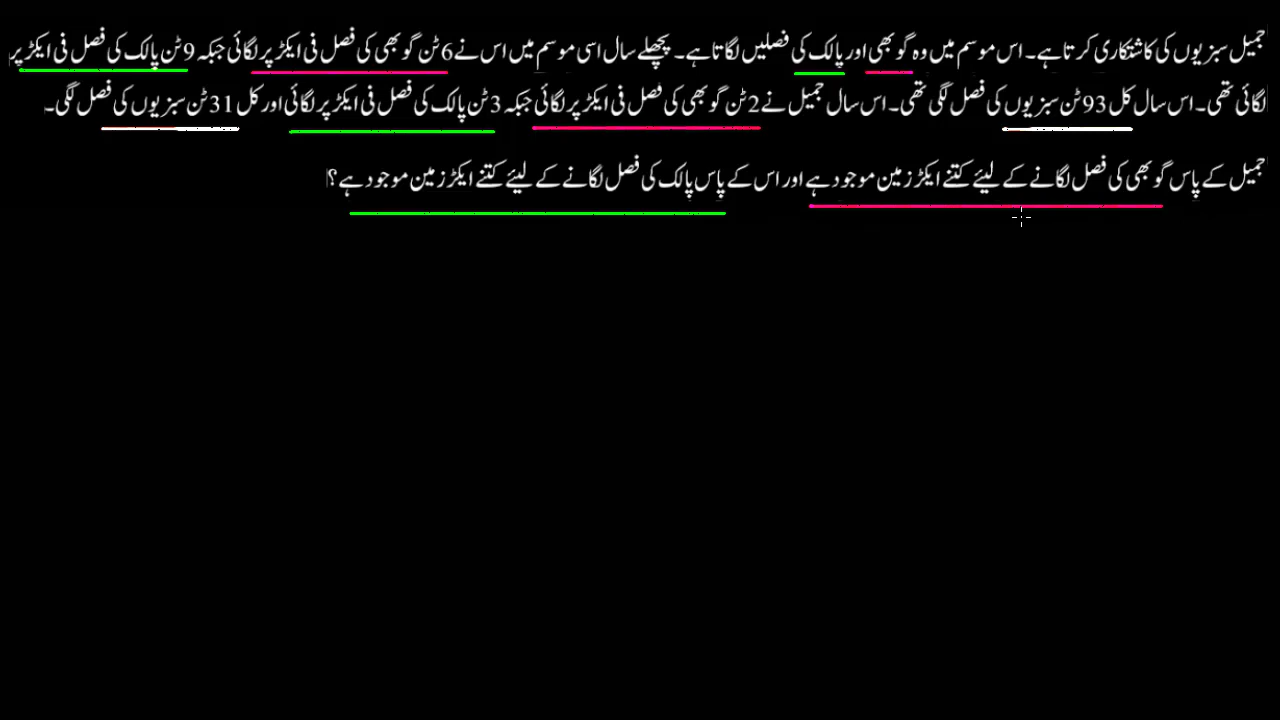 جمیل سبزیوں کی کاشتکاری کرتا ہے۔ اس موسم میں وہ گوبھی اور پالک کی فصلیں لگاتا ہے۔ پچھلے سال اسی موسم میں اس نے 6 ٹن گوبھی کی فصل فی ایکڑ پر لگائی جبکہ 9 ٹن پالک کی فصل فی ایکڑ پر
لگائی تھی۔ اس سال کل 93 ٹن سبزیوں کی فصل لگی تھی۔ اس سال جمیل نے 2 ٹن گوبھی کی فصل فی ایکڑ پر لگائی جبکہ 3 ٹن پالک کی فصل فی ایکڑ پر لگائی اور کل 31 ٹن سبزیوں کی فصل لگی۔
جمیل کے پاس گوبھی کی فصل لگانے کے لیئے کتنے ایکڑ زمین موجود ہے اور اس کے پاس پالک کی فصل لگانے کے لیئے کتنے ایکڑ زمین موجود ہے ؟